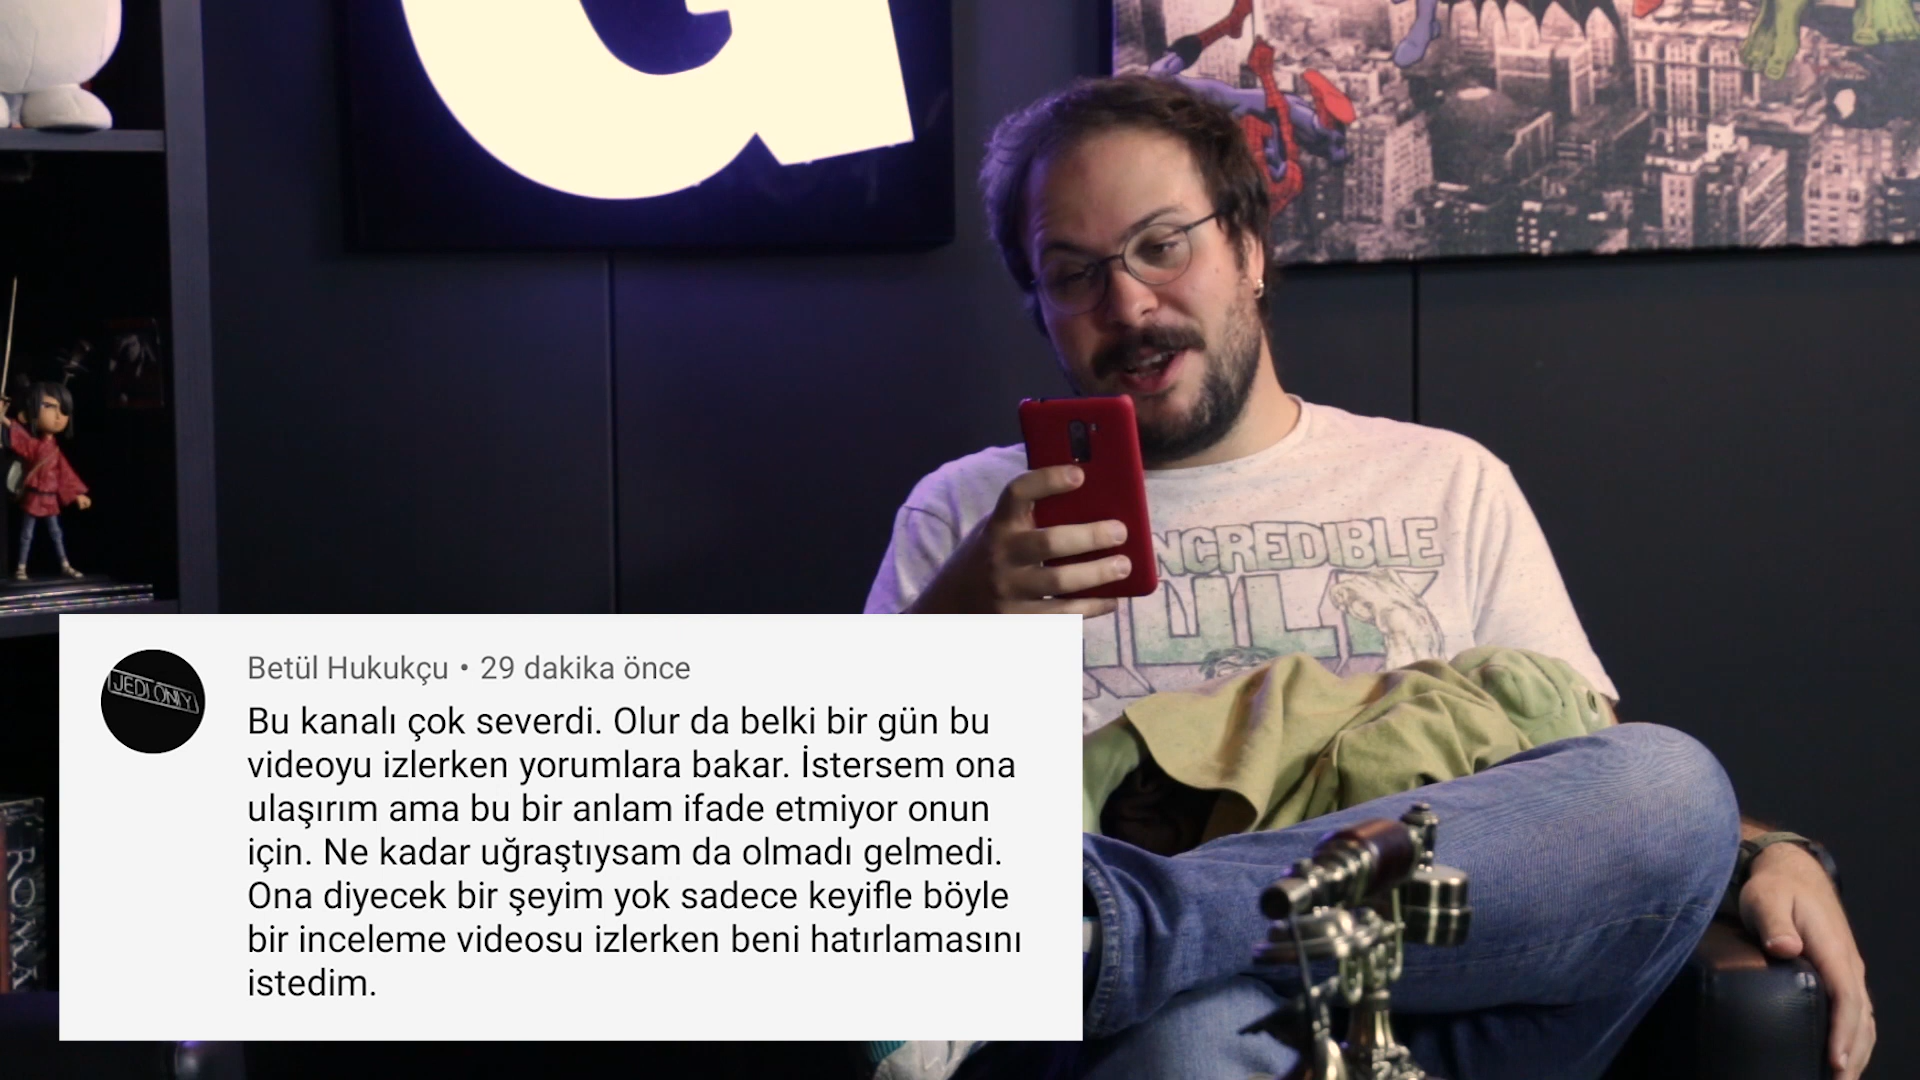 G
NCREDIBLE
HULK
JEDI ONLY
Betül Hukukçu • 29 dakika önce
Bu kanalı çok severdi. Olur da belki bir gün bu
videoyu izlerken yorumlara bakar. İstersem ona
ulaşırım ama bu bir anlam ifade etmiyor onun
için. Ne kadar uğraştıysam da olmadı gelmedi.
Ona diyecek bir şeyim yok sadece keyifle böyle
bir inceleme videosu izlerken beni hatırlamasını
istedim.
ROMA